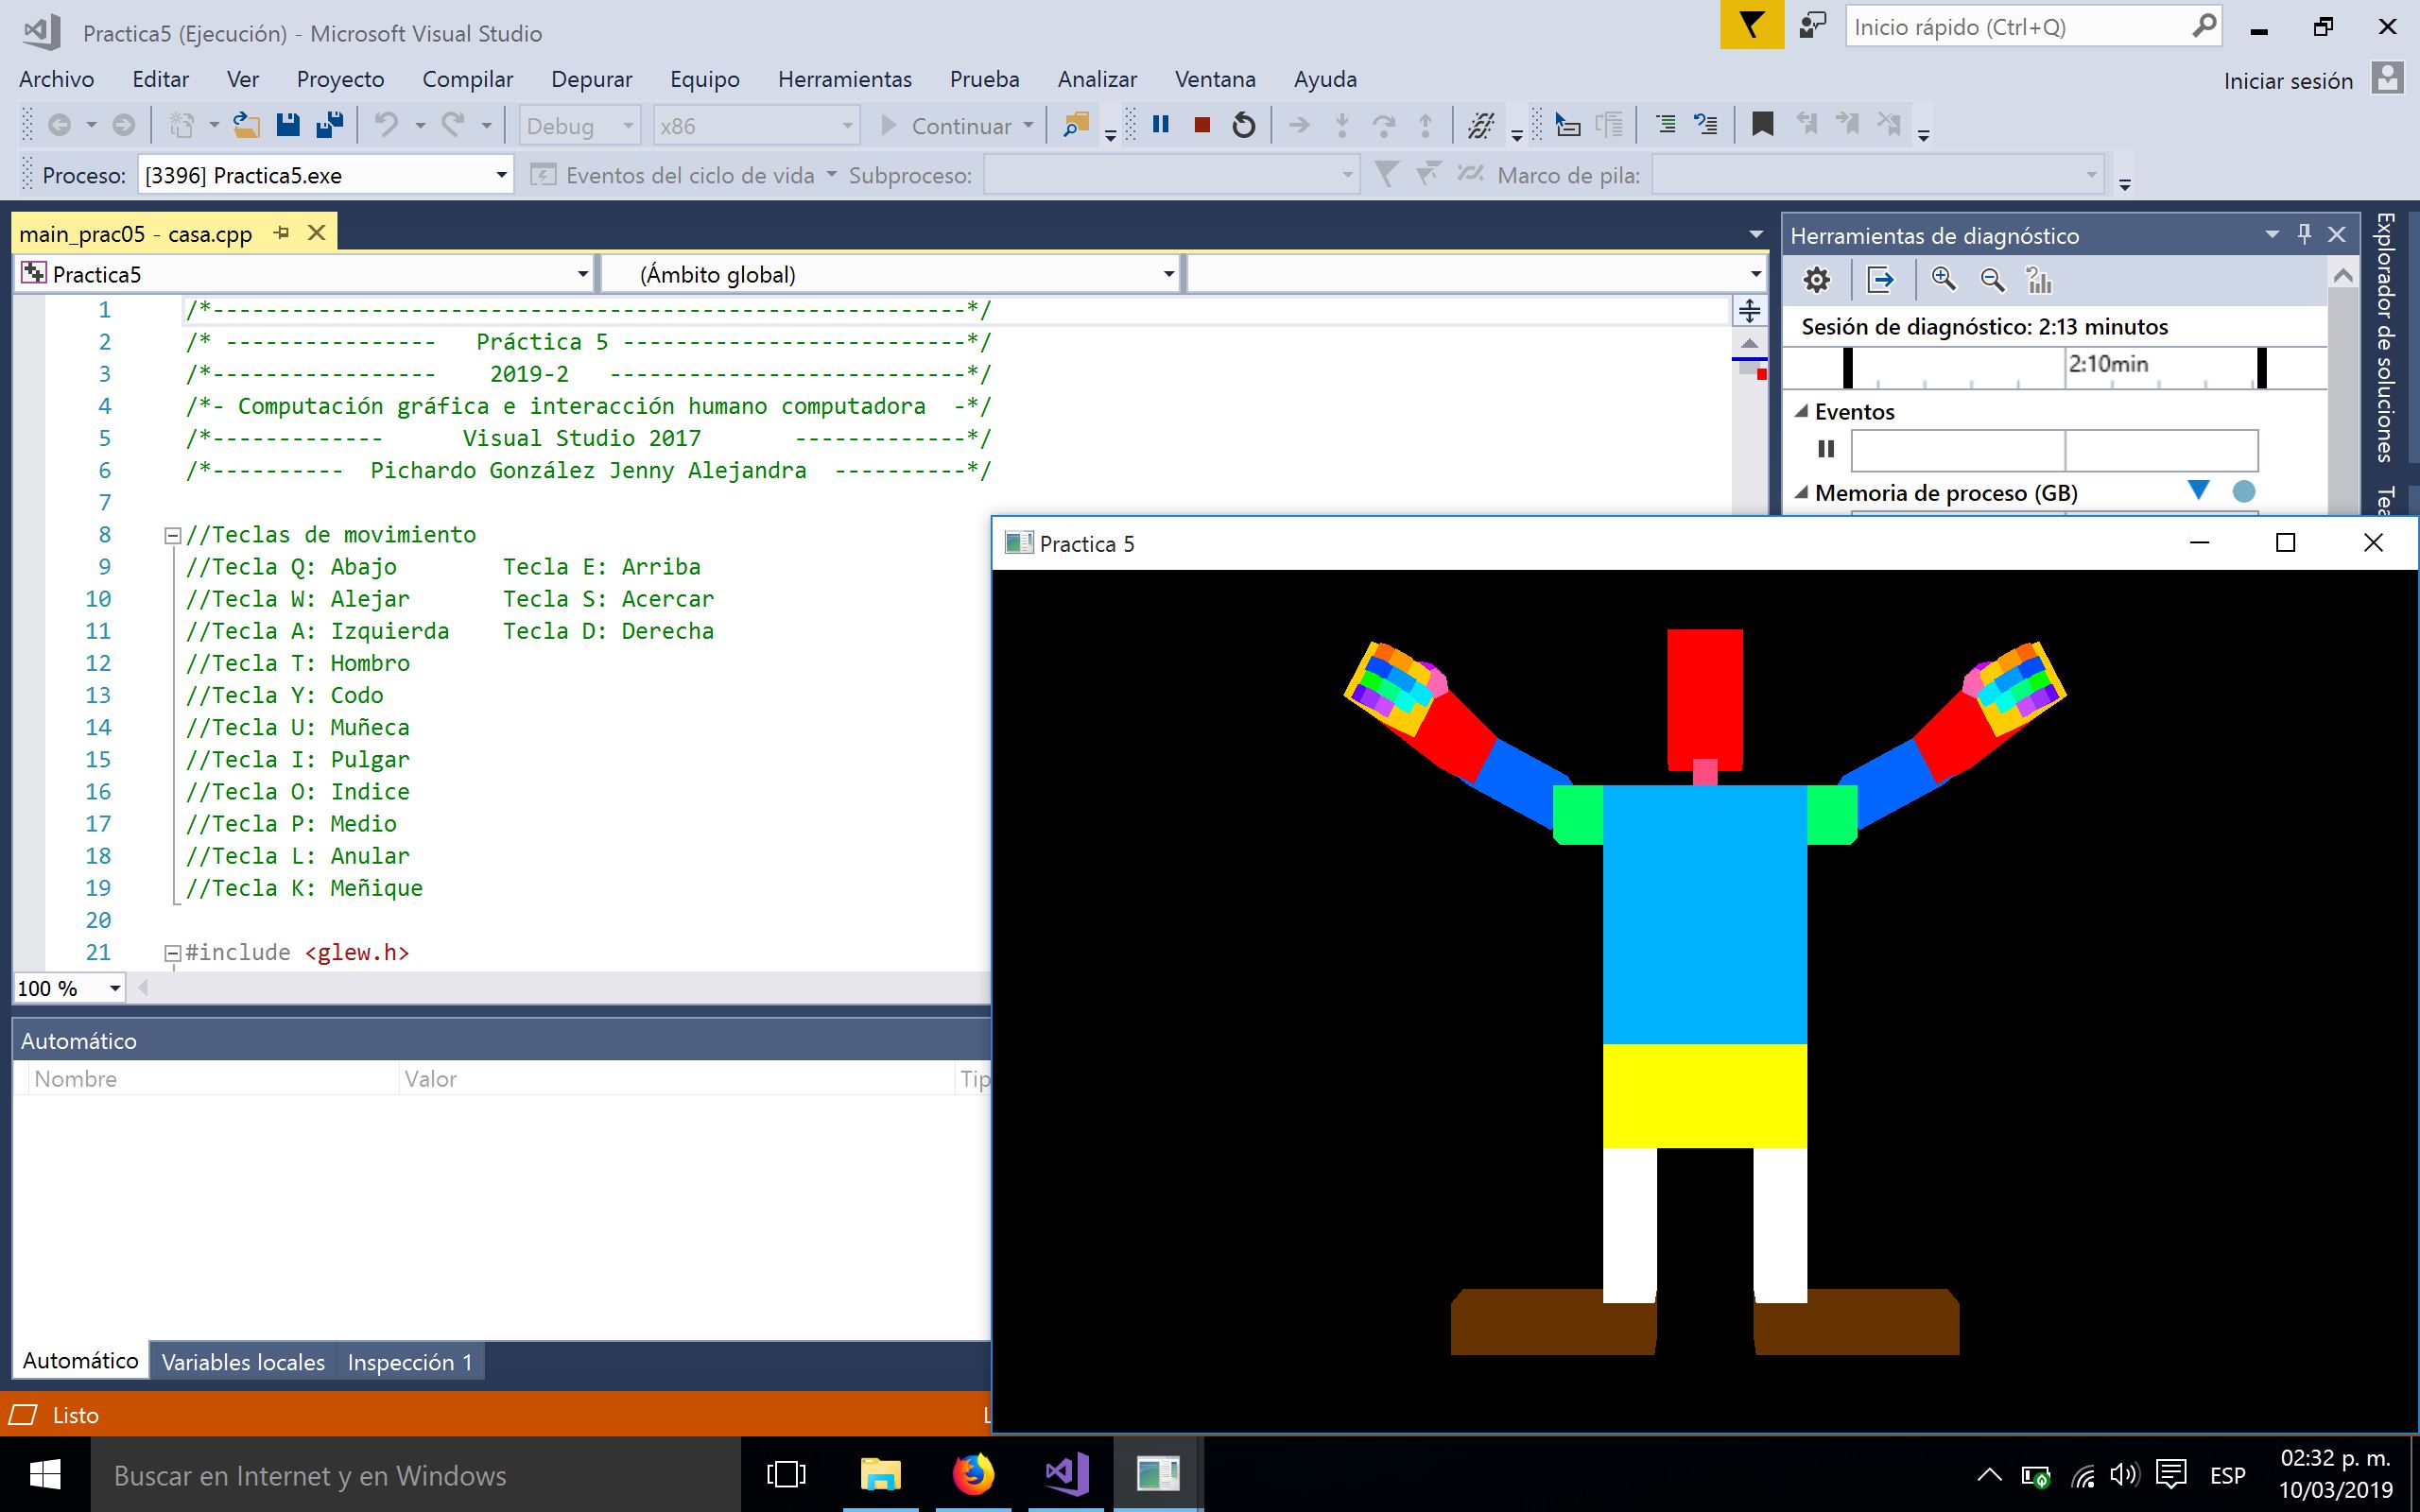 Practica5 (Ejecución) - Microsoft Visual Studio
Inicio rápido (Ctrl+Q)
Archivo Editar Ver Proyecto Compilar Depurar Equipo Herramientas Prueba Analizar Ventana Ayuda
Iniciar sesión
Debug x86 Continuar
Proceso: [3396] Practica5.exe Eventos del ciclo de vida Subproceso: Marco de pila:
main_prac05 - casa.cpp
Practica5 (Ámbito global)
1 /*---------------------------------------------------------*/
2 /* ---------------- Práctica 5 --------------------------*/
3 /*----------------- 2019-2 ---------------------------*/
4 /*- Computación gráfica e interacción humano computadora -*/
5 /*------------- Visual Studio 2017 -------------*/
6 /*---------- Pichardo González Jenny Alejandra ----------*/
7
8 //Teclas de movimiento
9 //Tecla Q: Abajo Tecla E: Arriba
10 //Tecla W: Alejar Tecla S: Acercar
11 //Tecla A: Izquierda Tecla D: Derecha
12 //Tecla T: Hombro
13 //Tecla Y: Codo
14 //Tecla U: Muñeca
15 //Tecla I: Pulgar
16 //Tecla O: Indice
17 //Tecla P: Medio
18 //Tecla L: Anular
19 //Tecla K: Meñique
20
21 #include <glew.h>
100 %
Herramientas de diagnóstico
Sesión de diagnóstico: 2:13 minutos
2:10min
Eventos
Memoria de proceso (GB)
Explorador de soluciones
Tea
Practica 5
Automático
Nombre Valor Tip
Automático Variables locales Inspección 1
Listo L
Buscar en Internet y en Windows
ESP
02:32 p. m.
10/03/2019